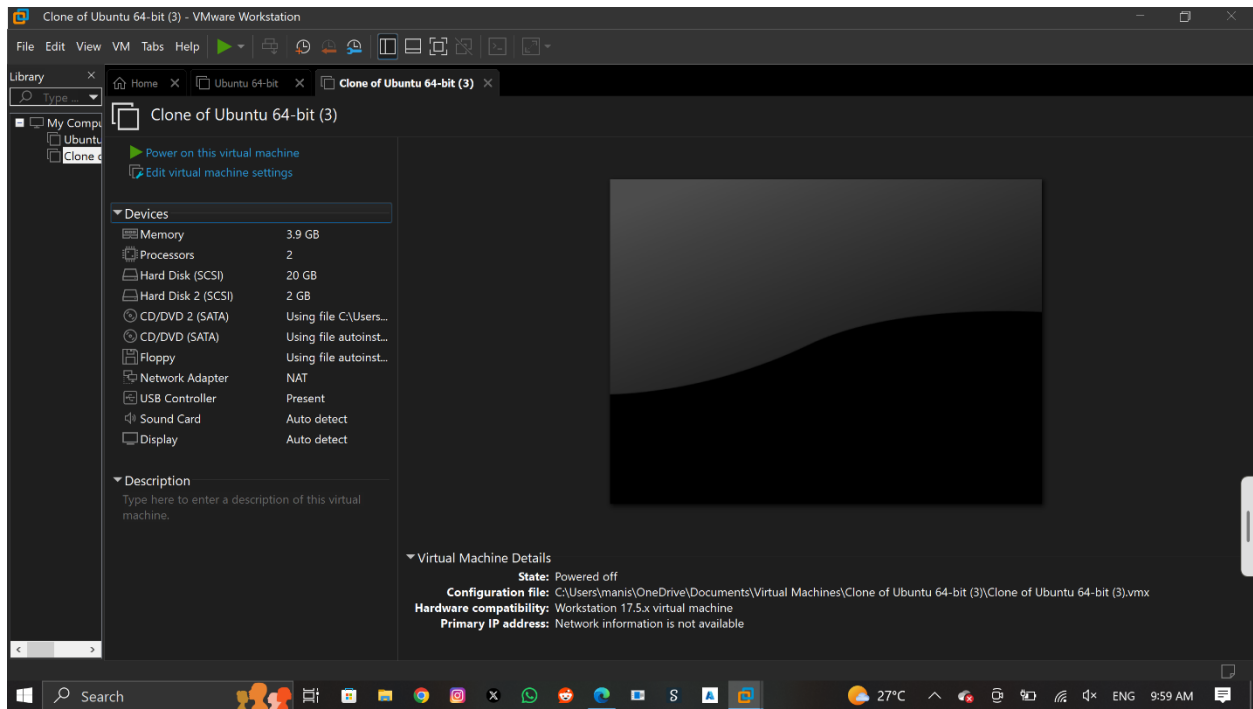 Clone of Ubuntu 64-bit (3) - VMware Workstation
File Edit View VM Tabs Help
Library
Type ...
My Compu
Ubuntu
Clone o
Home
Ubuntu 64-bit
Clone of Ubuntu 64-bit (3)
Clone of Ubuntu 64-bit (3)
Power on this virtual machine
Edit virtual machine settings
Devices
Memory 3.9 GB
Processors 2
Hard Disk (SCSI) 20 GB
Hard Disk 2 (SCSI) 2 GB
CD/DVD 2 (SATA) Using file C:\Users...
CD/DVD (SATA) Using file autoinst...
Floppy Using file autoinst...
Network Adapter NAT
USB Controller Present
Sound Card Auto detect
Display Auto detect
Description
Type here to enter a description of this virtual
machine.
Virtual Machine Details
State: Powered off
Configuration file: C:\Users\manis\OneDrive\Documents\Virtual Machines\Clone of Ubuntu 64-bit (3)\Clone of Ubuntu 64-bit (3).vmx
Hardware compatibility: Workstation 17.5.x virtual machine
Primary IP address: Network information is not available
Search
27°C ENG 9:59 AM